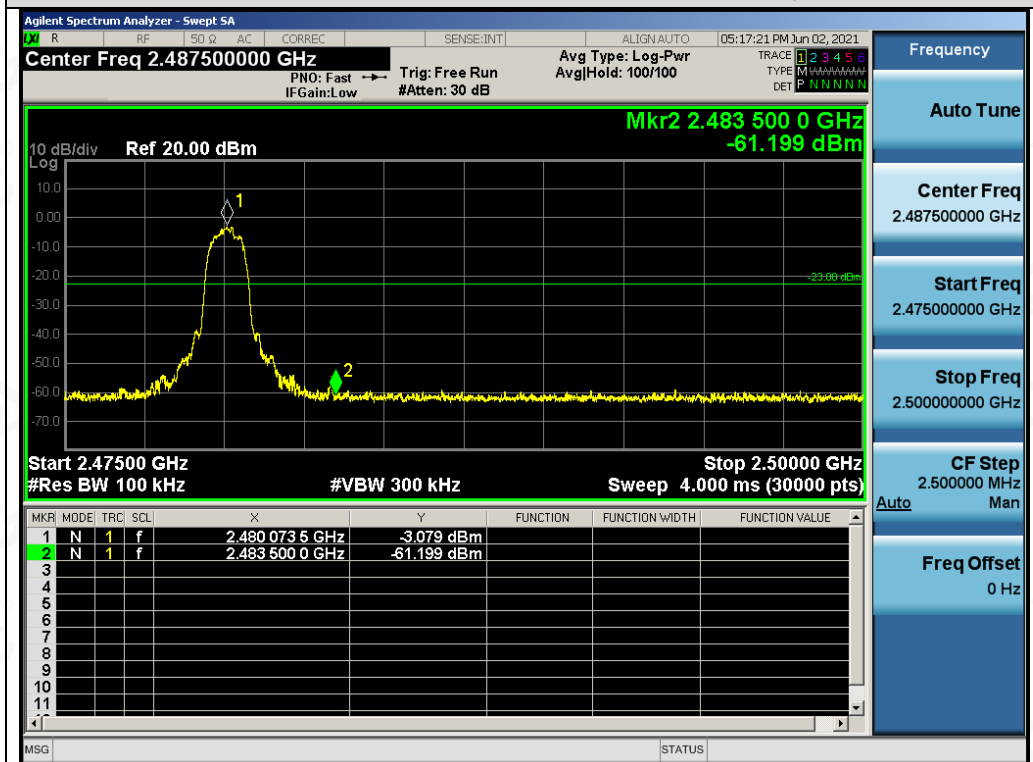 Agilent Spectrum Analyzer - Swept SA
LXI R RF 50 Ω AC CORREC SENSE:INT ALIGN AUTO 05:17:21 PM Jun 02, 2021
Center Freq 2.487500000 GHz
PNO: Fast
IFGain:Low
Trig: Free Run
#Atten: 30 dB
Avg Type: Log-Pwr
Avg|Hold: 100/100
TRACE 1 2 3 4 5 6
TYPE M
DET P N N N N N
Mkr2 2.483 500 0 GHz
-61.199 dBm
10 dB/div Ref 20.00 dBm
Log
10.0
0.00
-10.0
-20.0
-30.0
-40.0
-50.0
-60.0
-70.0
1
2
-23.00 dBm
Start 2.47500 GHz Stop 2.50000 GHz
#Res BW 100 kHz #VBW 300 kHz Sweep 4.000 ms (30000 pts)
MKR MODE TRC SCL X Y FUNCTION FUNCTION WIDTH FUNCTION VALUE
1 N 1 f 2.480 073 5 GHz -3.079 dBm
2 N 1 f 2.483 500 0 GHz -61.199 dBm
3
4
5
6
7
8
9
10
11
MSG STATUS
Frequency
Auto Tune
Center Freq
2.487500000 GHz
Start Freq
2.475000000 GHz
Stop Freq
2.500000000 GHz
CF Step
2.500000 MHz
Auto Man
Freq Offset
0 Hz